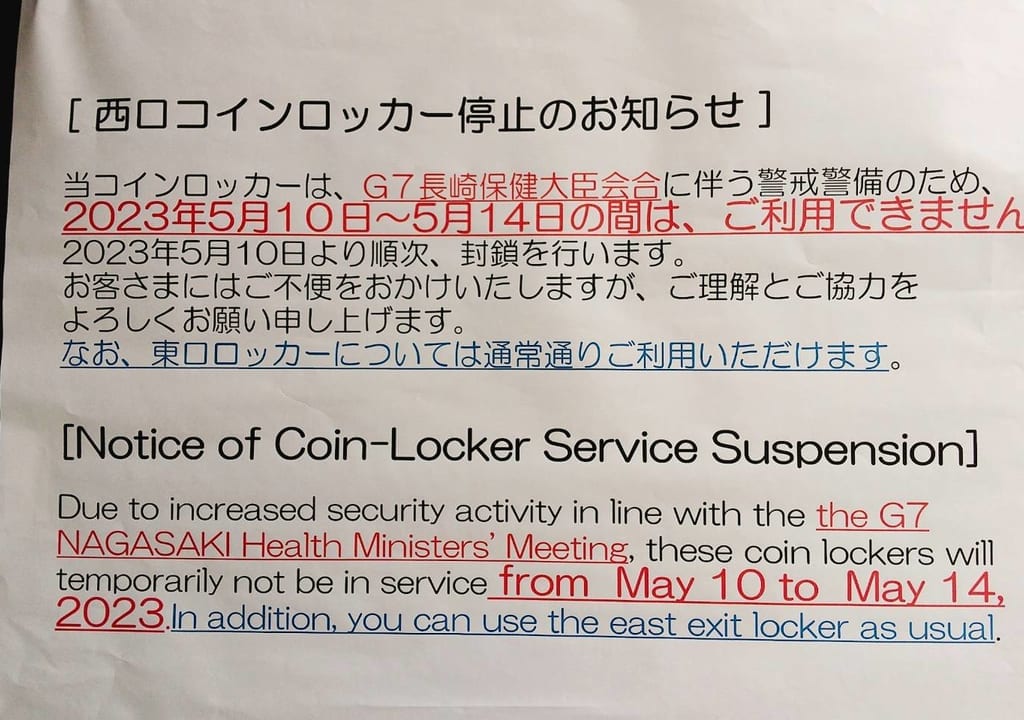 [ 西口コインロッカー停止のお知らせ ]
当コインロッカーは、G7長崎保健大臣会合に伴う警戒警備のため、
2023年5月10日〜5月14日の間は、ご利用できません
2023年5月10日より順次、封鎖を行います。
お客さまにはご不便をおかけいたしますが、ご理解とご協力を
よろしくお願い申し上げます。
なお、東口ロッカーについては通常通りご利用いただけます。
[Notice of Coin-Locker Service Suspension]
Due to increased security activity in line with the the G7
NAGASAKI Health Ministers' Meeting, these coin lockers will
temporarily not be in service from May 10 to May 14,
2023.In addition, you can use the east exit locker as usual.